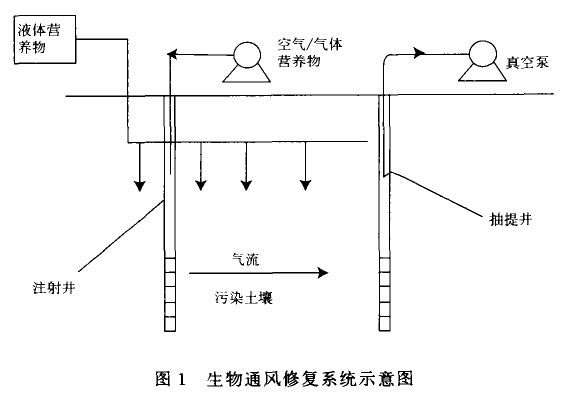 液体营
养物
空气/气体
营养物
真空泵
抽提井
注射井
气流
污染土壤
图 1 生物通风修复系统示意图